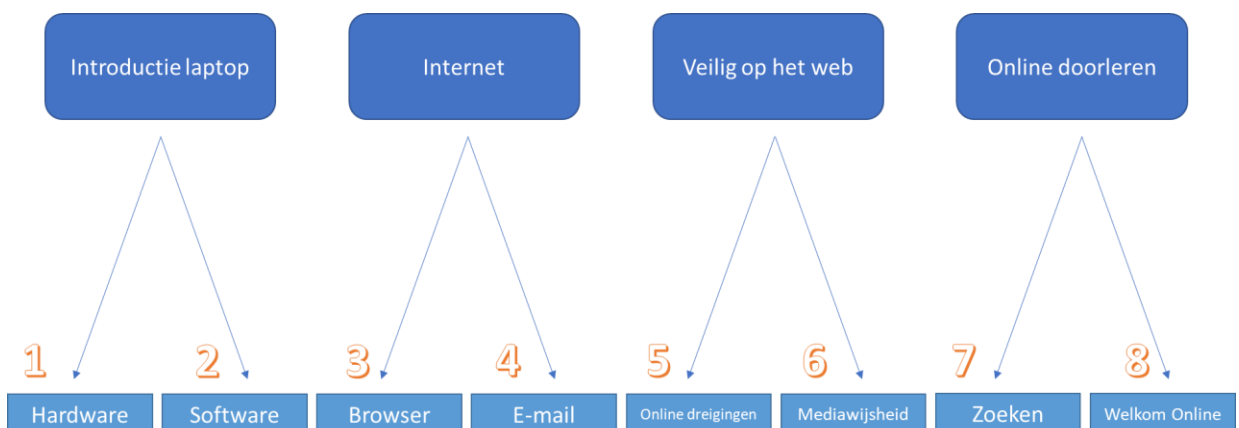 Introductie laptop
Internet
Veilig op het web
Online doorleren
1
2
3
4
5
6
7
8
Hardware
Software
Browser
E-mail
Online dreigingen
Mediawijsheid
Zoeken
Welkom Online